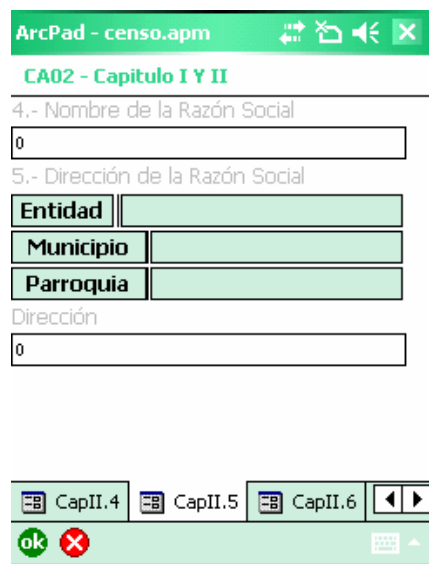 ArcPad - censo.apm
CA02 - Capitulo I Y II
4.- Nombre de la Razón Social
0
5.- Dirección de la Razón Social
Entidad
Municipio
Parroquia
Dirección
0
CapII.4 CapII.5 CapII.6
ok